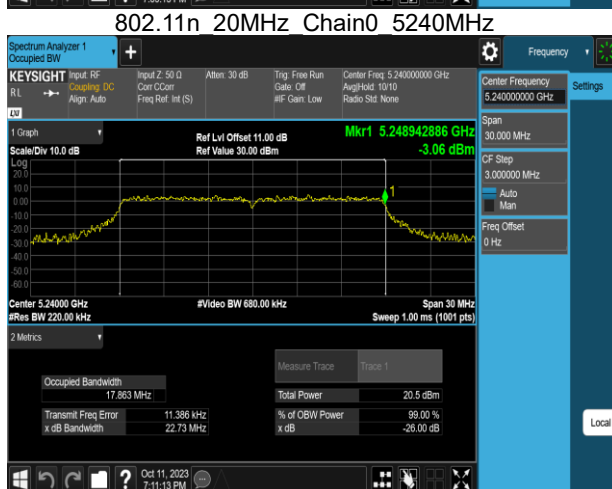 802.11n_20MHz_Chain0_5240MHz
Spectrum Analyzer 1
Occupied BW
+
Frequency
KEYSIGHT
RL
LXI
Input: RF
Coupling: DC
Align: Auto
Input Z: 50 Ω
Corr CCorr
Freq Ref: Int (S)
Atten: 30 dB
Trig: Free Run
Gate: Off
#IF Gain: Low
Center Freq: 5.240000000 GHz
Avg|Hold: 10/10
Radio Std: None
Center Frequency
5.240000000 GHz
Settings
Span
30.000 MHz
CF Step
3.000000 MHz
Auto
Man
Freq Offset
0 Hz
Local
1 Graph
Scale/Div 10.0 dB
Ref Lvl Offset 11.00 dB
Ref Value 30.00 dBm
Mkr1 5.248942886 GHz
-3.06 dBm
Log
20.0
10.0
0.00
-10.0
-20.0
-30.0
-40.0
-50.0
-60.0
1
Center 5.24000 GHz
#Res BW 220.00 kHz
#Video BW 680.00 kHz
Span 30 MHz
Sweep 1.00 ms (1001 pts)
2 Metrics
Measure Trace
Trace 1
Occupied Bandwidth
17.863 MHz
Total Power
20.5 dBm
Transmit Freq Error
11.386 kHz
% of OBW Power
99.00 %
x dB Bandwidth
22.73 MHz
x dB
-26.00 dB
?
Oct 11, 2023
7:11:13 PM